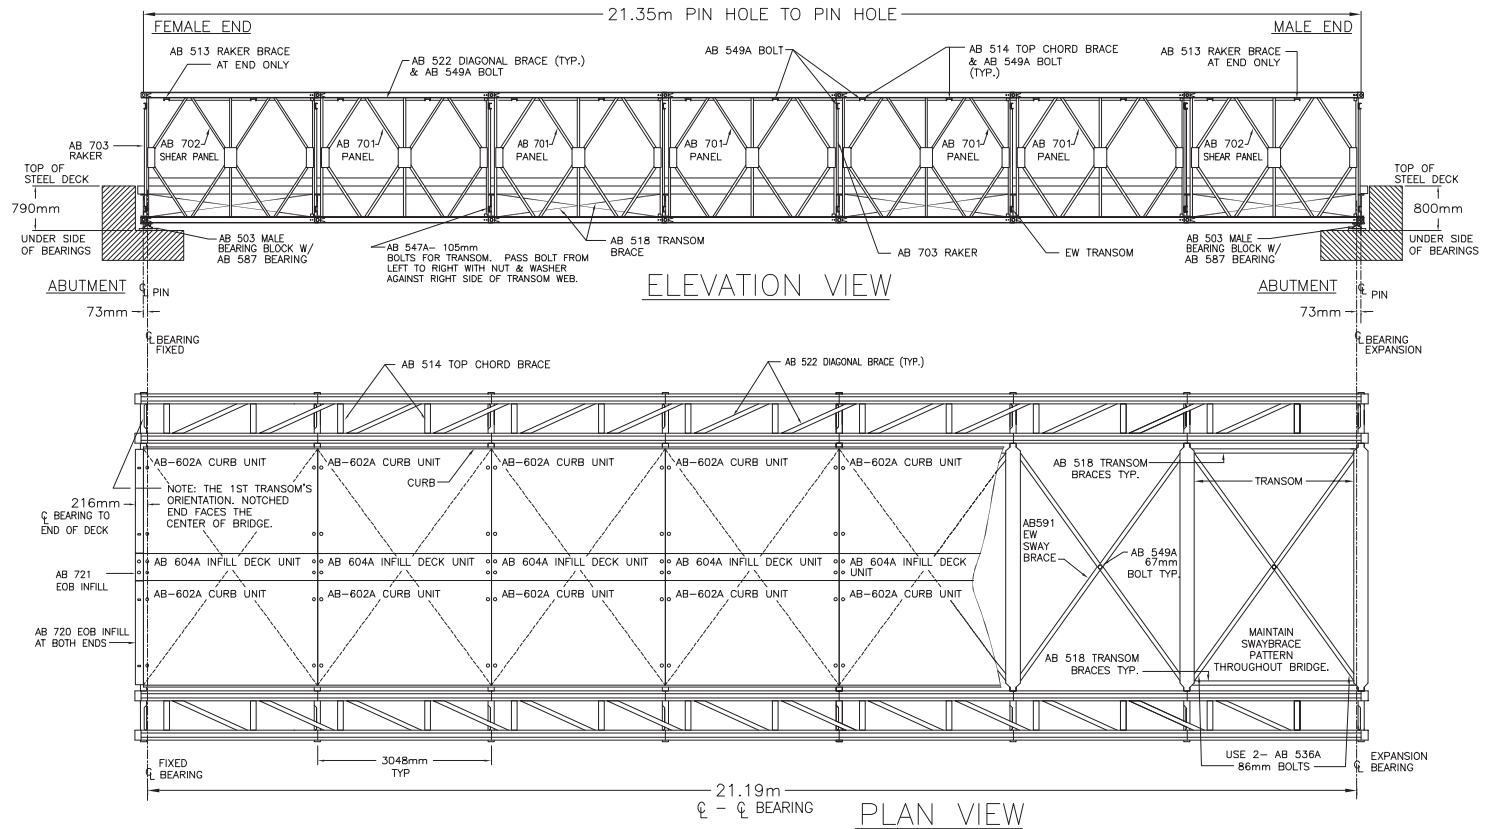 21.35m PIN HOLE TO PIN HOLE
FEMALE END
MALE END
AB 513 RAKER BRACE
AT END ONLY
AB 522 DIAGONAL BRACE (TYP.)
& AB 549A BOLT
AB 549A BOLT
AB 514 TOP CHORD BRACE
& AB 549A BOLT
(TYP.)
AB 513 RAKER BRACE
AT END ONLY
AB 703
RAKER
AB 702
SHEAR PANEL
AB 701
PANEL
AB 701
PANEL
AB 701
PANEL
AB 701
PANEL
AB 701
PANEL
AB 702
SHEAR PANEL
TOP OF
STEEL DECK
790mm
UNDER SIDE
OF BEARINGS
TOP OF
STEEL DECK
800mm
UNDER SIDE
OF BEARINGS
AB 503 MALE
BEARING BLOCK W/
AB 587 BEARING
AB 547A- 105mm
BOLTS FOR TRANSOM. PASS BOLT FROM
LEFT TO RIGHT WITH NUT & WASHER
AGAINST RIGHT SIDE OF TRANSOM WEB.
AB 518 TRANSOM
BRACE
AB 703 RAKER
EW TRANSOM
AB 503 MALE
BEARING BLOCK W/
AB 587 BEARING
ABUTMENT
℄ PIN
ELEVATION VIEW
ABUTMENT
℄ PIN
73mm
73mm
℄ BEARING
FIXED
℄ BEARING
EXPANSION
AB 514 TOP CHORD BRACE
AB 522 DIAGONAL BRACE (TYP.)
AB-602A CURB UNIT
AB-602A CURB UNIT
AB-602A CURB UNIT
AB-602A CURB UNIT
AB-602A CURB UNIT
CURB
AB 518 TRANSOM
BRACES TYP.
TRANSOM
NOTE: THE 1ST TRANSOM'S
ORIENTATION. NOTCHED
END FACES THE
CENTER OF BRIDGE.
216mm
℄ BEARING TO
END OF DECK
AB591
EW
SWAY
BRACE
AB 549A
67mm
BOLT TYP.
AB 604A INFILL DECK UNIT
AB 604A INFILL DECK UNIT
AB 604A INFILL DECK UNIT
AB 604A INFILL DECK
UNIT
AB 604A INFILL DECK
UNIT
AB 721
EOB INFILL
AB-602A CURB UNIT
AB-602A CURB UNIT
AB-602A CURB UNIT
AB-602A CURB UNIT
AB-602A CURB UNIT
AB 720 EOB INFILL
AT BOTH ENDS
AB 518 TRANSOM
BRACES TYP.
MAINTAIN
SWAYBRACE
PATTERN
THROUGHOUT BRIDGE.
℄ FIXED
BEARING
3048mm
TYP
USE 2- AB 536A
86mm BOLTS
℄ EXPANSION
BEARING
21.19m
℄ - ℄ BEARING
PLAN VIEW